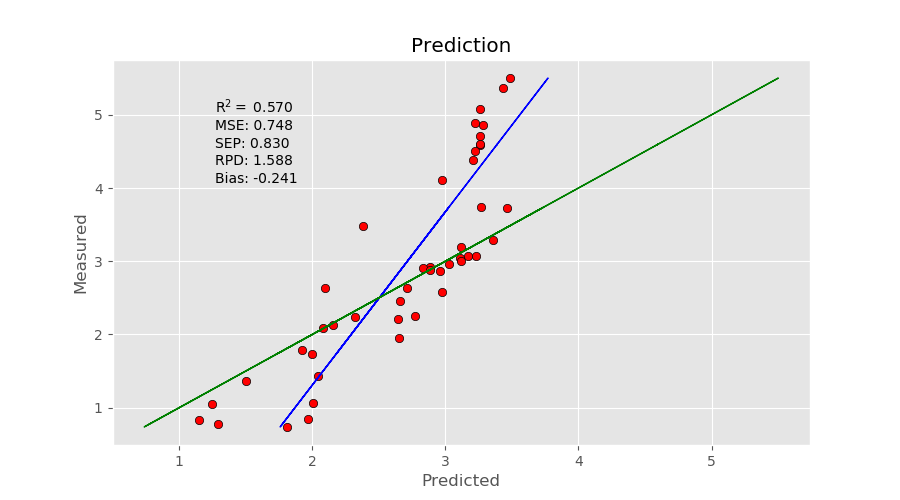 Prediction
R² = 0.570
MSE: 0.748
SEP: 0.830
RPD: 1.588
Bias: -0.241
Measured
5
4
3
2
1
1 2 3 4 5
Predicted